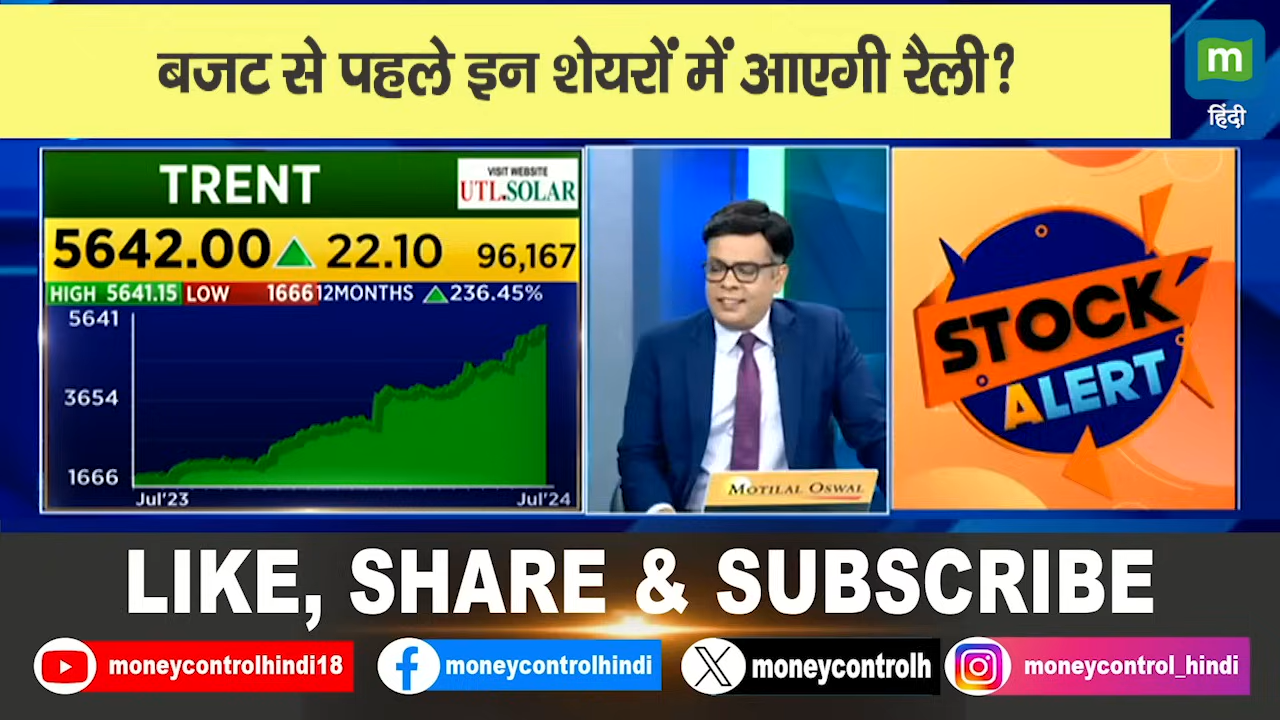 बजट से पहले इन शेयरों में आएगी रैली?
m
हिंदी
TRENT
VISIT WEBSITE
UTL.SOLAR
5642.00 22.10 96,167
HIGH 5641.15 LOW 1666 12MONTHS 236.45%
5641
3654
1666
Jul'23 Jul'24
MOTILAL OSWAL
STOCK
ALERT
LIKE, SHARE & SUBSCRIBE
moneycontrolhindi18 moneycontrolhindi moneycontrolh moneycontrol_hindi